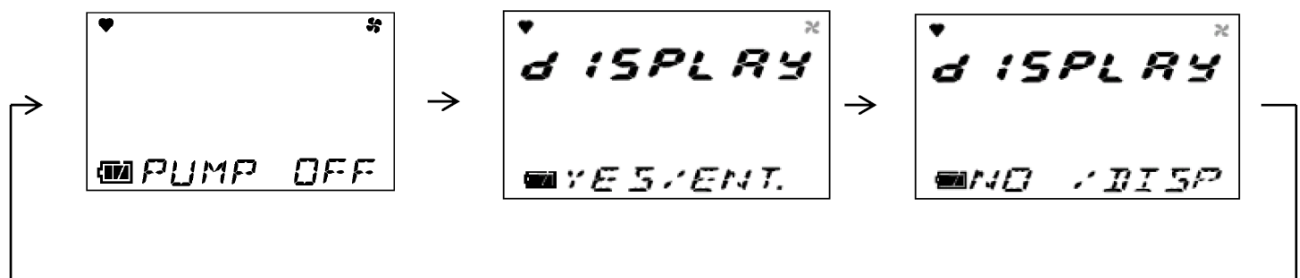 PUMP OFF
dISPLAY
YES/ENT.
dISPLAY
NO /DISP